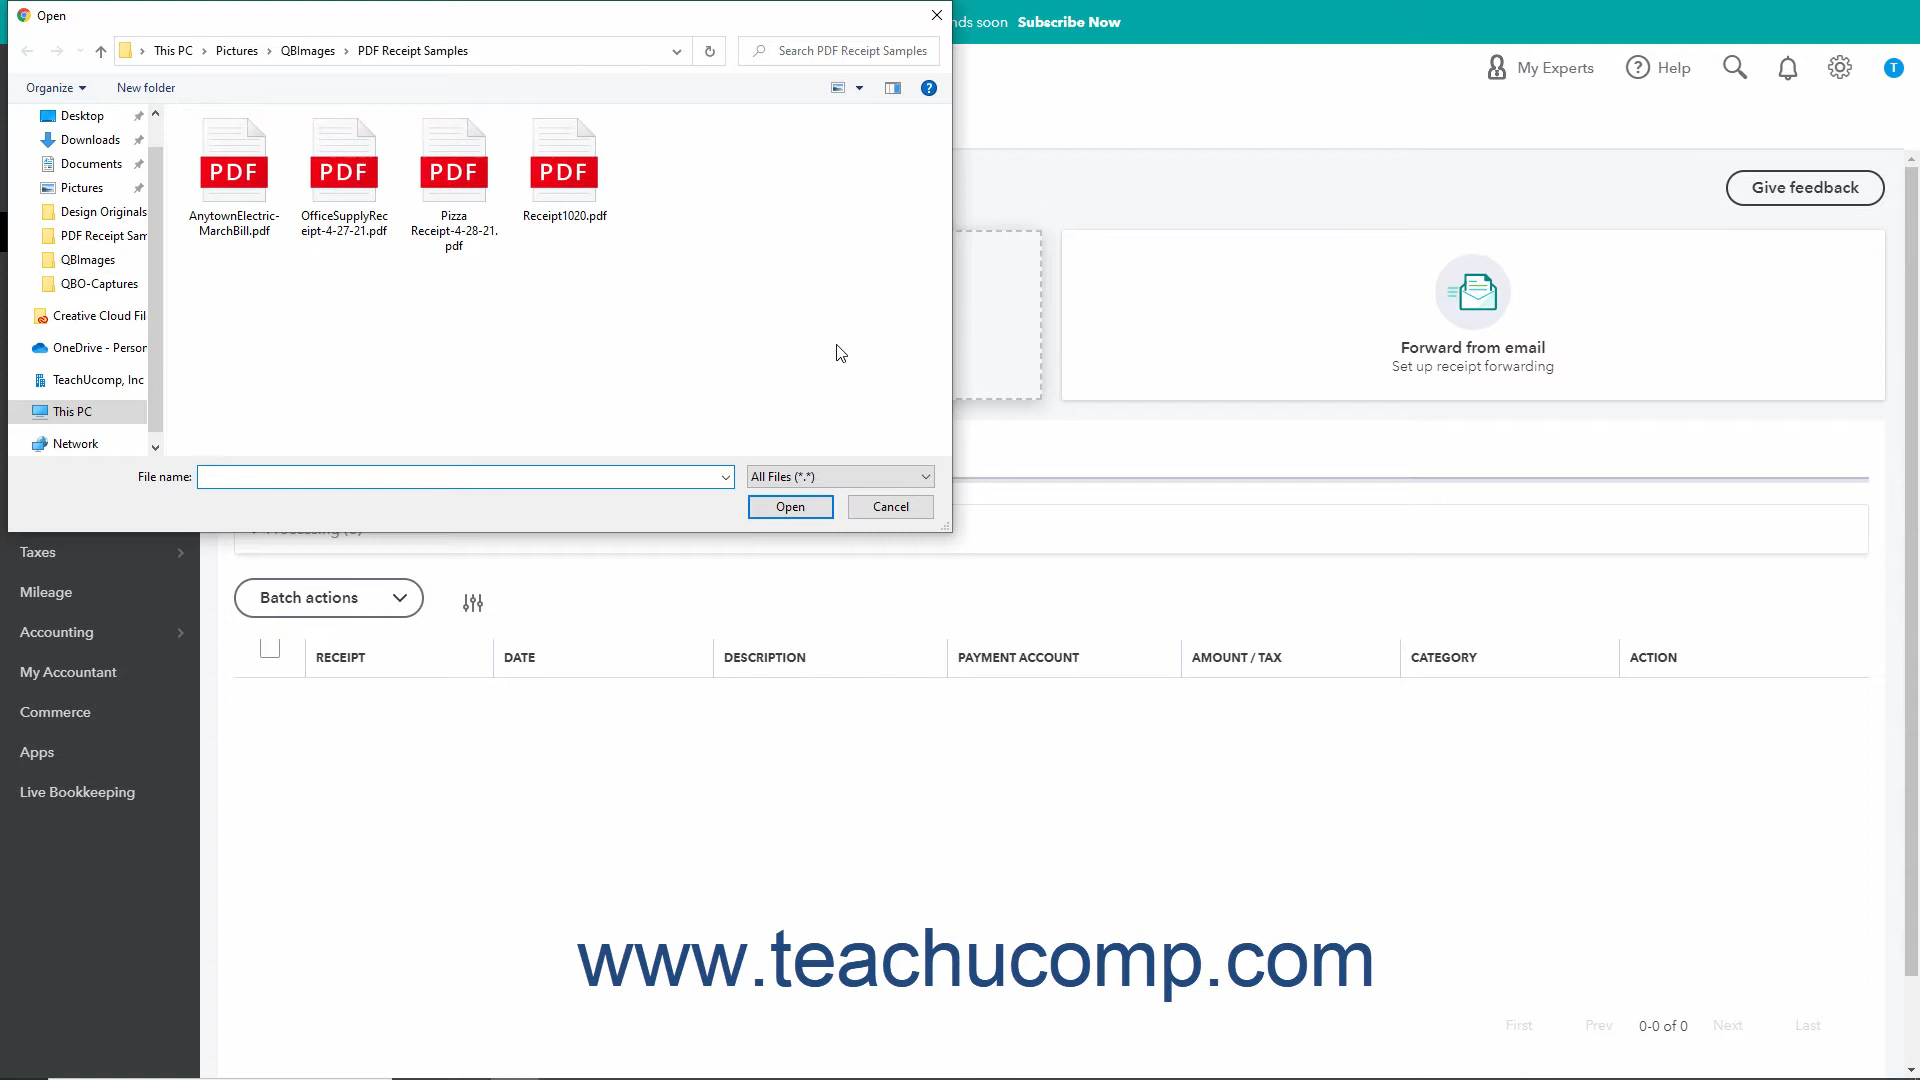 Open
nds soon Subscribe Now
This PC
Pictures
QBImages
PDF Receipt Samples
Search PDF Receipt Samples
My Experts
Help
T
Organize
New folder
Desktop
Downloads
Documents
Pictures
Design Originals
PDF Receipt Sam
QBImages
QBO-Captures
Creative Cloud Fil
OneDrive - Person
TeachUcomp, Inc
This PC
Network
PDF
AnytownElectric-
MarchBill.pdf
PDF
OfficeSupplyRec
eipt-4-27-21.pdf
PDF
Pizza
Receipt-4-28-21.
pdf
PDF
Receipt1020.pdf
Give feedback
Forward from email
Set up receipt forwarding
File name:
All Files (*.*)
Open
Cancel
Taxes
Mileage
Accounting
My Accountant
Commerce
Apps
Live Bookkeeping
Batch actions
RECEIPT
DATE
DESCRIPTION
PAYMENT ACCOUNT
AMOUNT / TAX
CATEGORY
ACTION
www.teachucomp.com
First
Prev
0-0 of 0
Next
Last